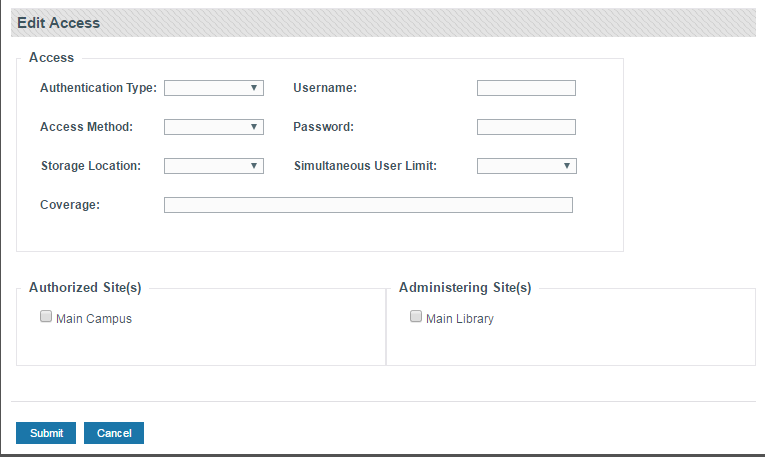 Edit Access
Access
Authentication Type: Username:
Access Method: Password:
Storage Location: Simultaneous User Limit:
Coverage:
Authorized Site(s) Administering Site(s)
Main Campus Main Library
Submit Cancel